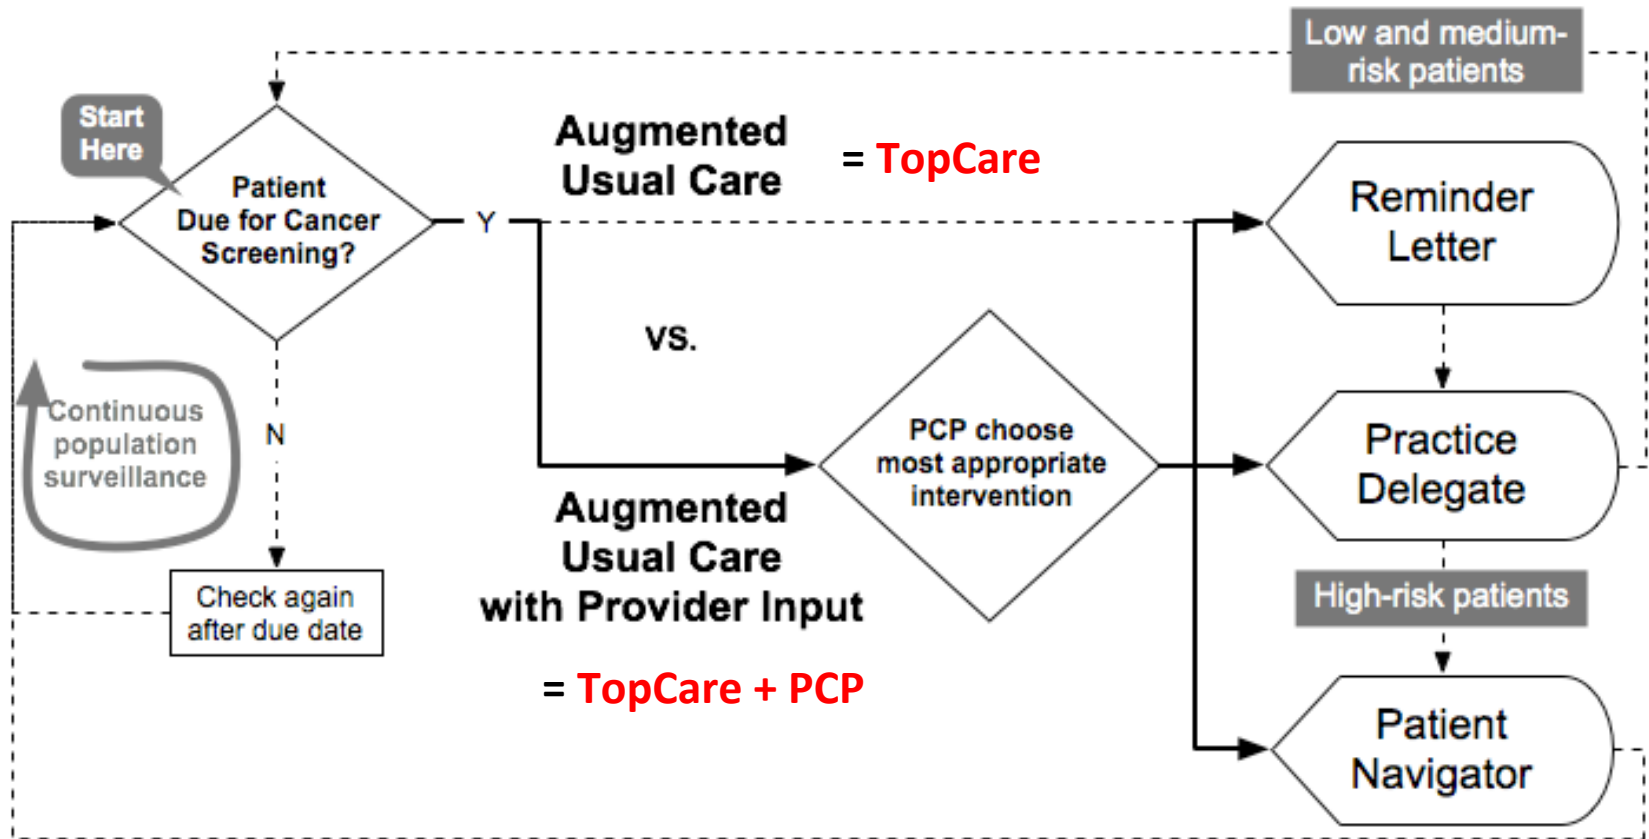 Low and medium-
risk patients
Start
Here
Augmented
Usual Care
= TopCare
Patient
Due for Cancer
Screening?
Y
Reminder
Letter
vs.
Continuous
population
surveillance
N
PCP choose
most appropriate
intervention
Practice
Delegate
Augmented
Usual Care
with Provider Input
= TopCare + PCP
Check again
after due date
High-risk patients
Patient
Navigator